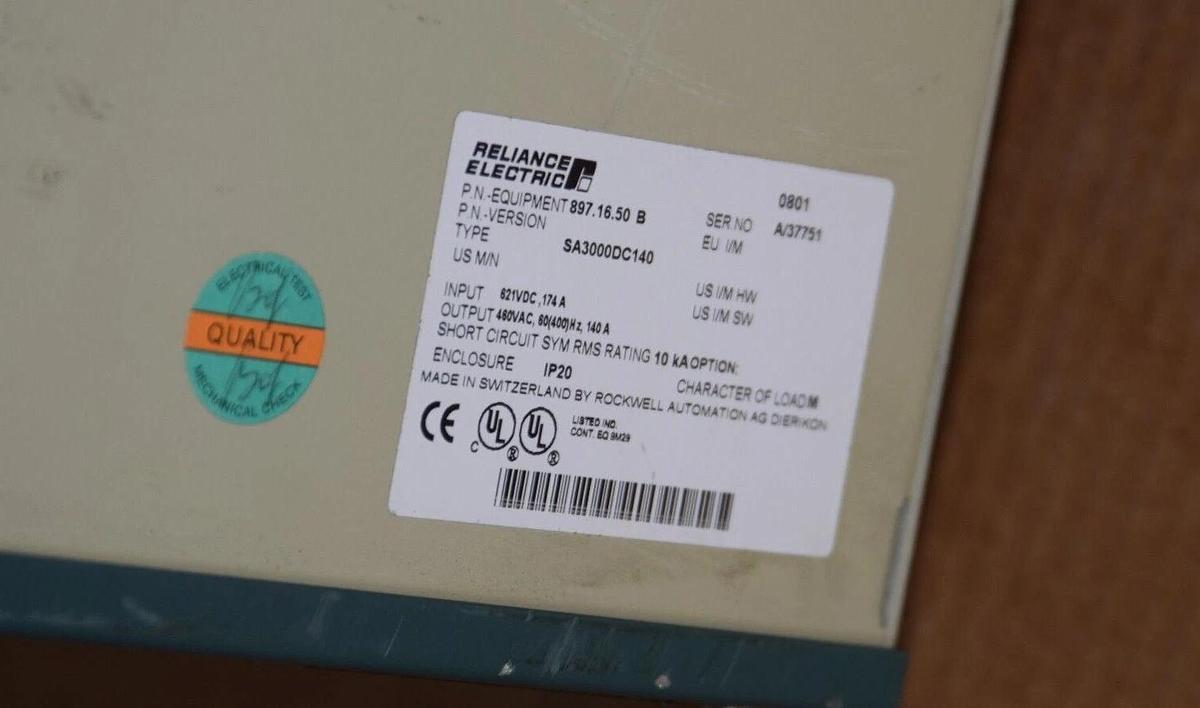 RELIANCE
ELECTRIC
0801
P.N.-EQUIPMENT 897.16.50 B SER.NO A/37751
P.N.-VERSION EU I/M
TYPE SA3000DC140
US M/N US I/M HW
US I/M SW
INPUT 621VDC, 174 A
OUTPUT 460VAC, 60(400)Hz, 140 A
SHORT CIRCUIT SYM RMS RATING 10 kA OPTION:
ENCLOSURE IP20 CHARACTER OF LOAD M
MADE IN SWITZERLAND BY ROCKWELL AUTOMATION AG DIERIKON
CE C UL ® UL ®
LISTED IND.
CONT. EQ. 9M29
ELECTRICAL TEST
QUALITY
MECHANICAL CHECK